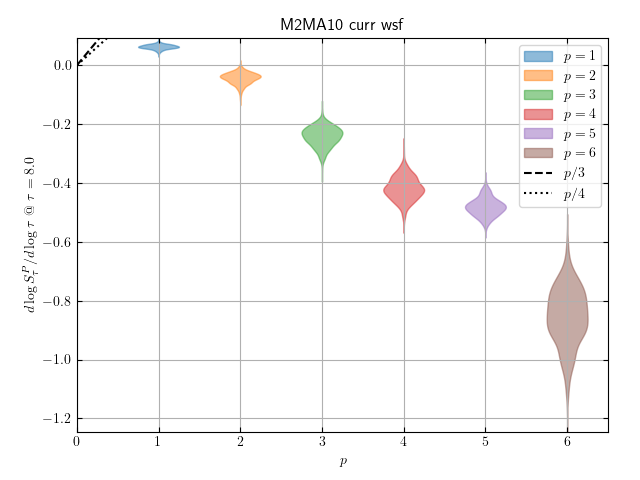 M2MA10 curr wsf
d log S_τ^P / d log τ @ τ = 8.0
0.0
−0.2
−0.4
−0.6
−0.8
−1.0
−1.2
p = 1
p = 2
p = 3
p = 4
p = 5
p = 6
p/3
p/4
0 1 2 3 4 5 6
p